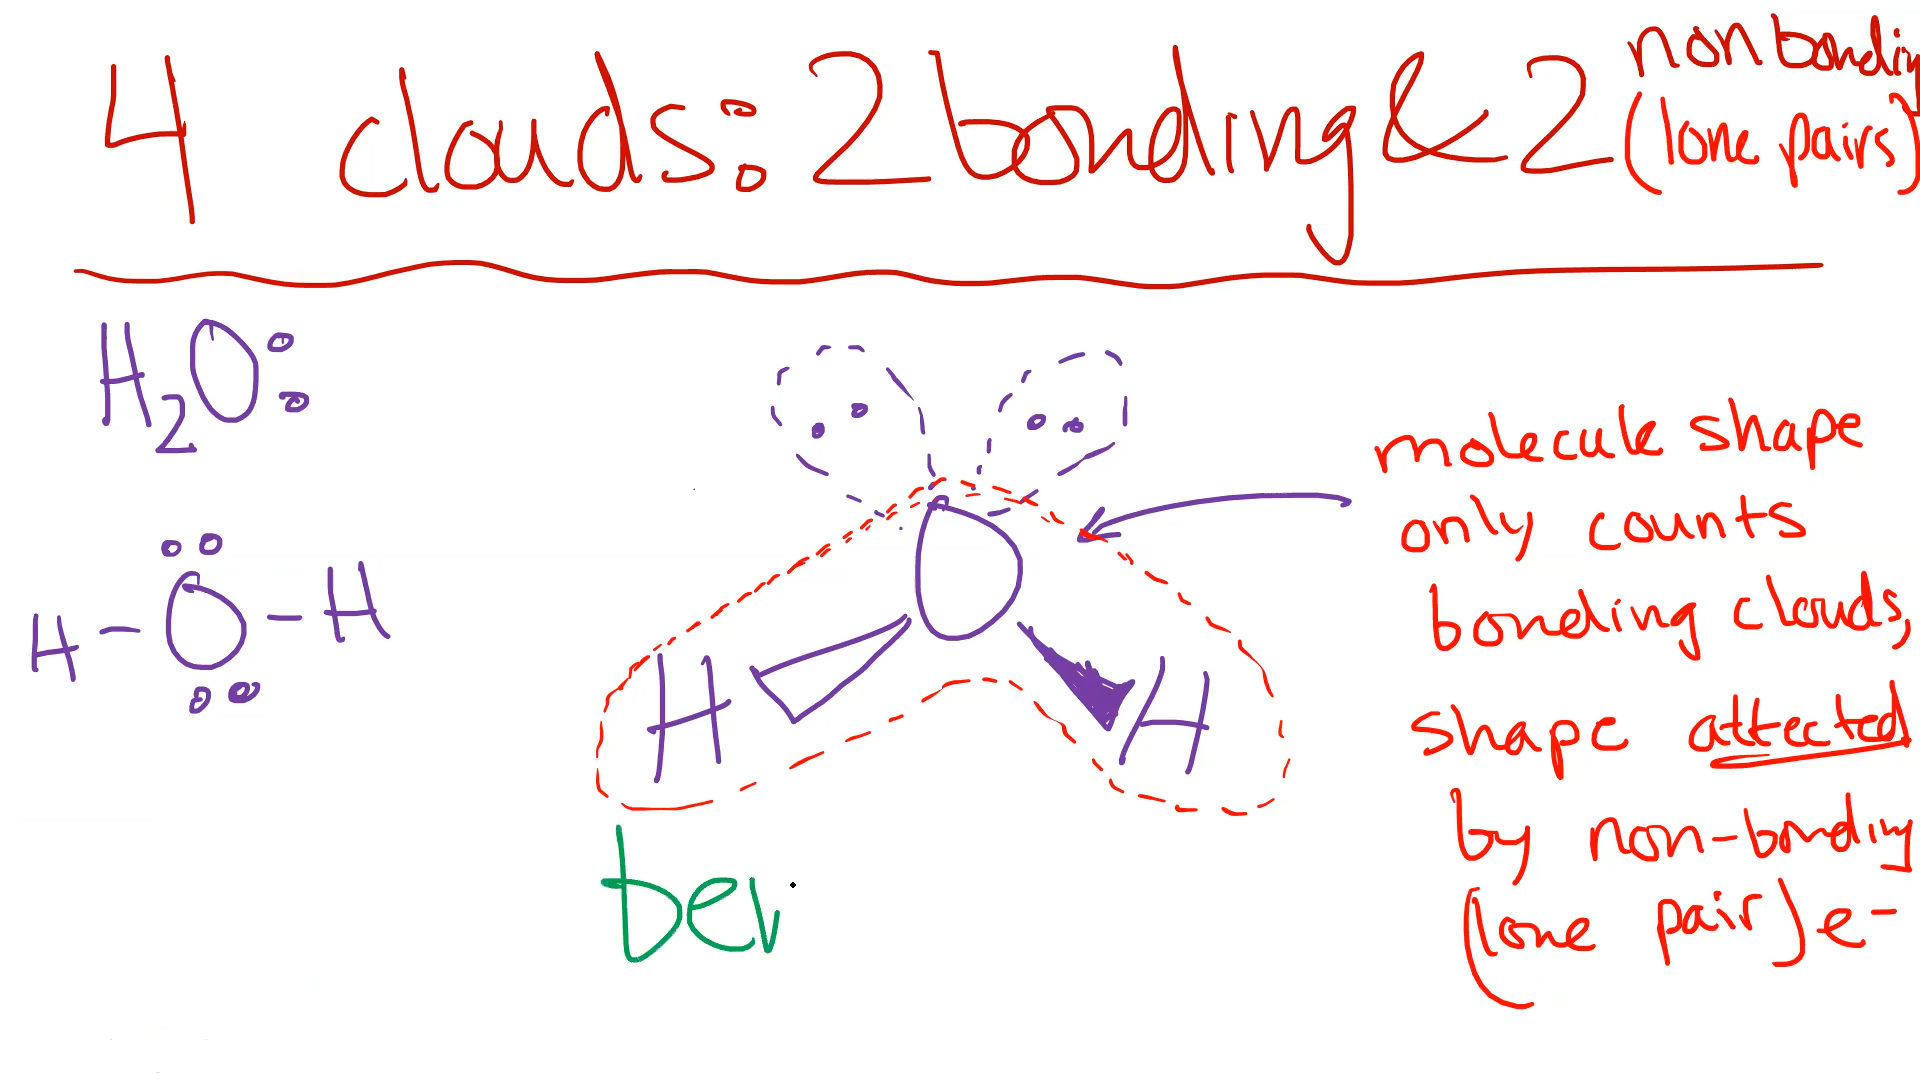 4 clouds: 2 bonding & 2 nonbonding
(lone pairs)
H2O:
H - O - H
O
H H
molecule shape
only counts
bonding clouds,
shape affected
by non-bonding
(lone pair) e-
ben